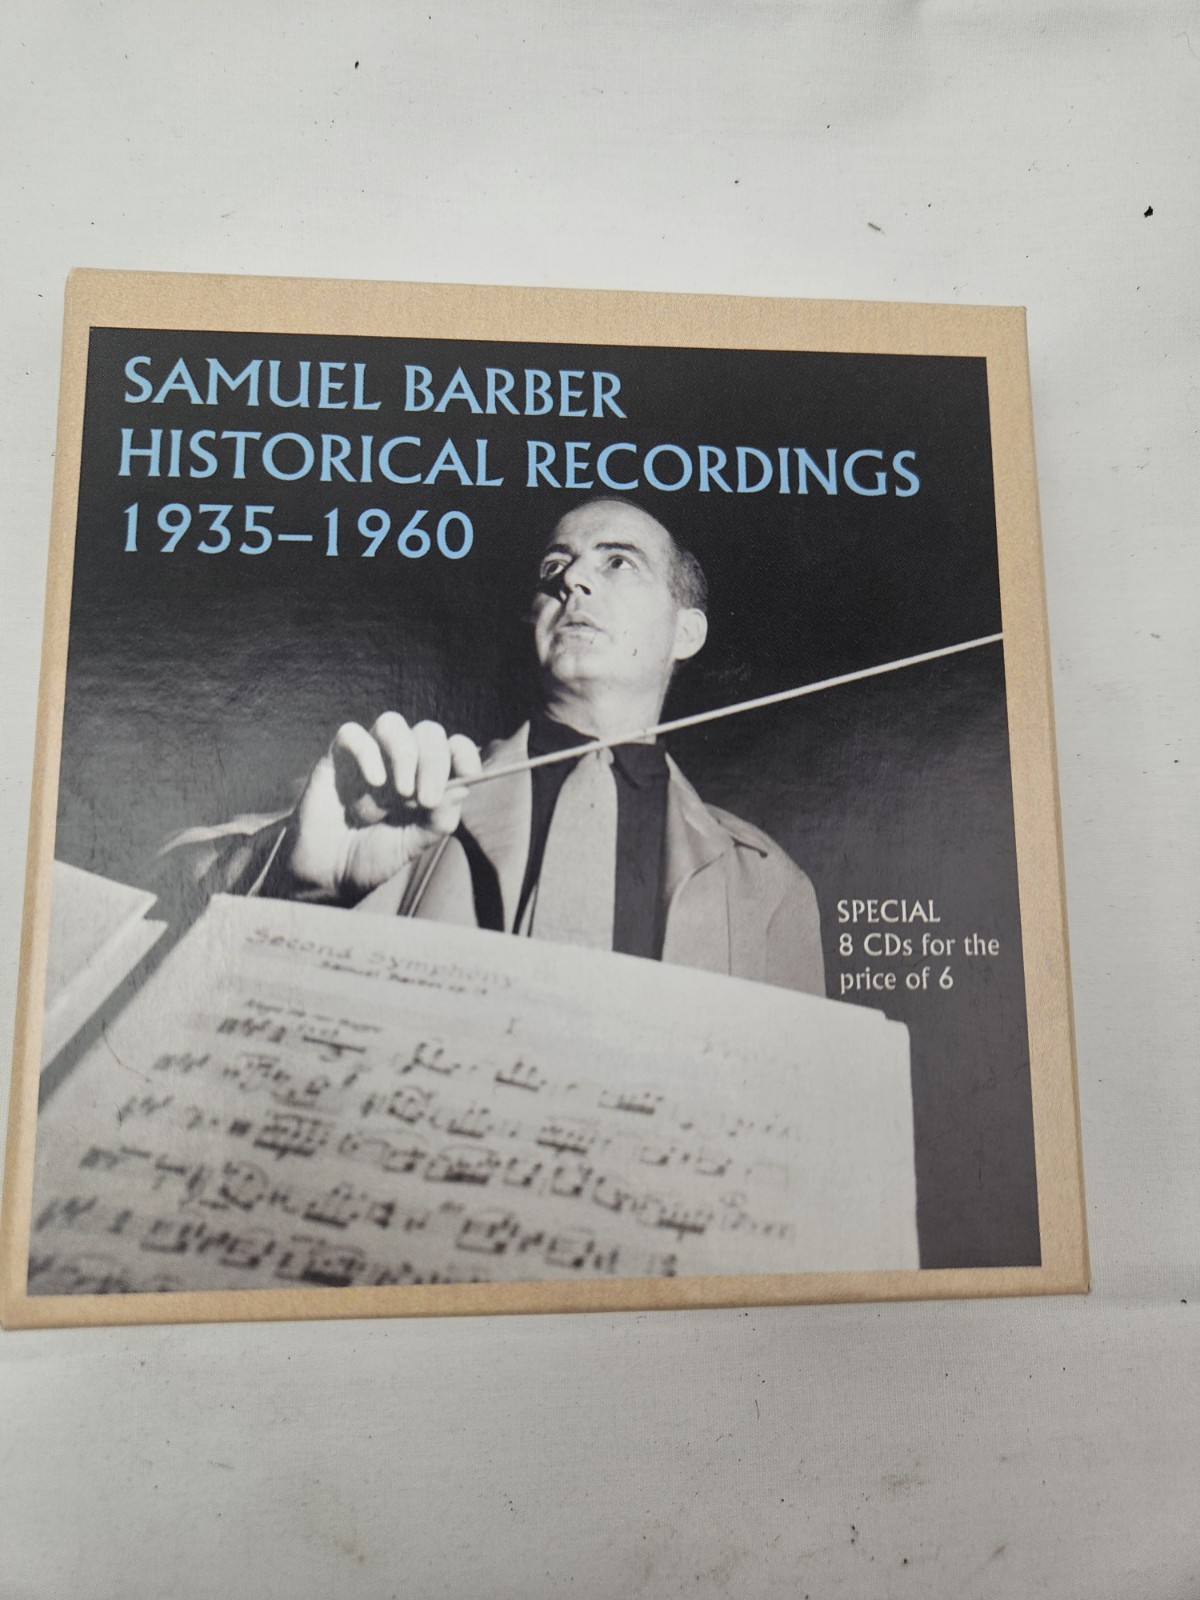 SAMUEL BARBER
HISTORICAL RECORDINGS
1935–1960
SPECIAL
8 CDs for the
price of 6
Second Symphony
I